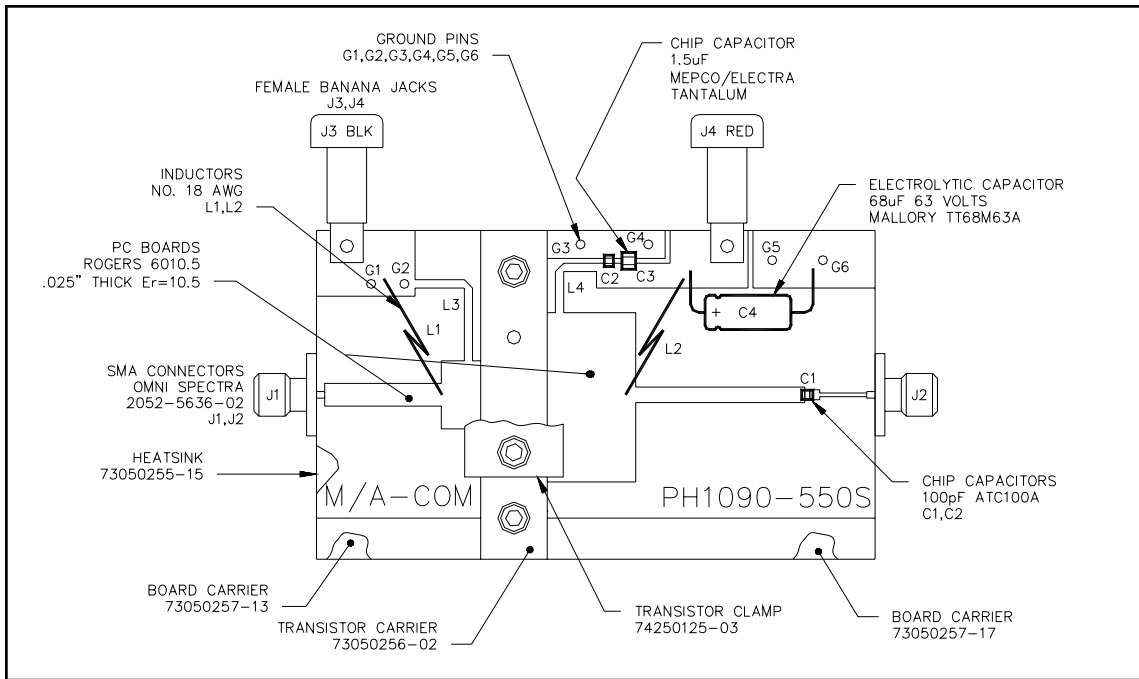 GROUND PINS
G1,G2,G3,G4,G5,G6
CHIP CAPACITOR
1.5uF
MEPCO/ELECTRA
TANTALUM
FEMALE BANANA JACKS
J3,J4
J3 BLK
J4 RED
INDUCTORS
NO. 18 AWG
L1,L2
ELECTROLYTIC CAPACITOR
68uF 63 VOLTS
MALLORY TT68M63A
PC BOARDS
ROGERS 6010.5
.025" THICK Er=10.5
G1
G2
G3
G4
G5
G6
C2
C3
L3
L4
L1
L2
+ C4
C1
SMA CONNECTORS
OMNI SPECTRA
2052-5636-02
J1,J2
J1
J2
HEATSINK
73050255-15
M/A-COM
PH1090-550S
CHIP CAPACITORS
100pF ATC100A
C1,C2
BOARD CARRIER
73050257-13
TRANSISTOR CARRIER
73050256-02
TRANSISTOR CLAMP
74250125-03
BOARD CARRIER
73050257-17